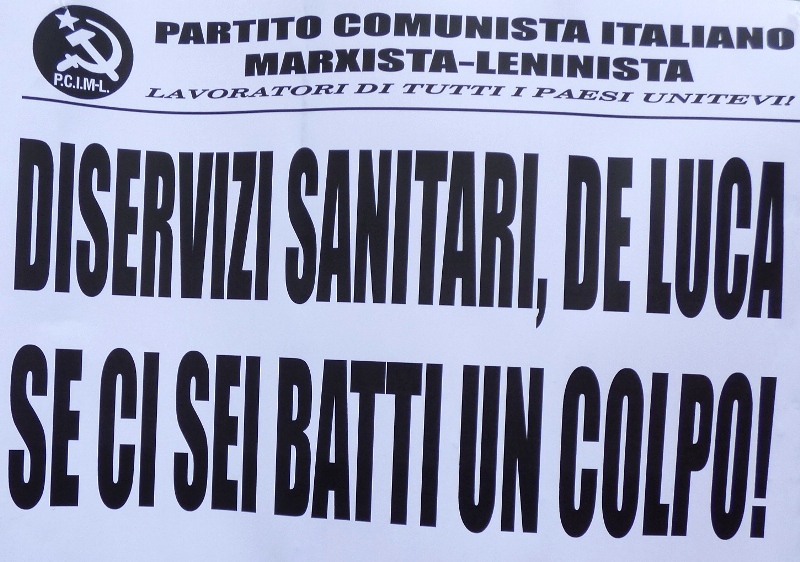 P.C.I.M-L.
PARTITO COMUNISTA ITALIANO
MARXISTA-LENINISTA
LAVORATORI DI TUTTI I PAESI UNITEVI!
DISERVIZI SANITARI, DE LUCA
SE CI SEI BATTI UN COLPO!